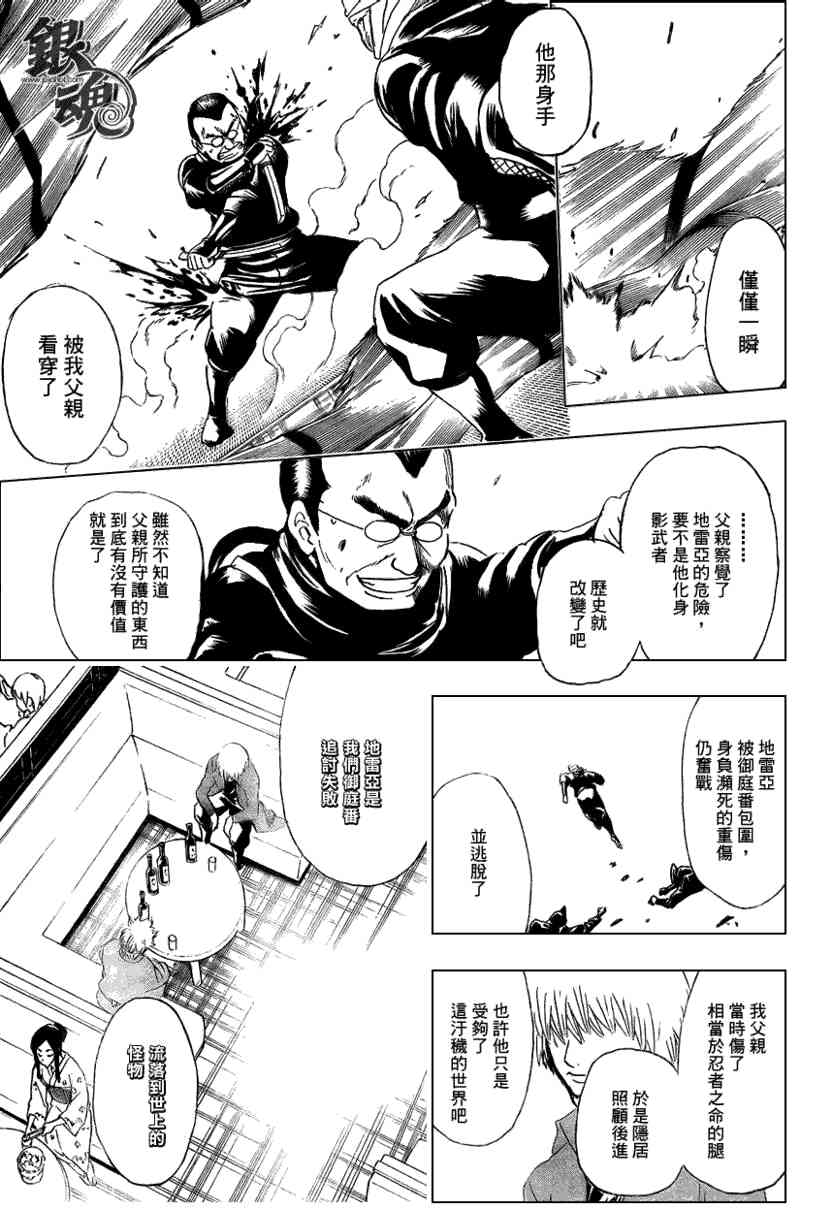 銀魂
僅僅一瞬
他那身手
被我父親
看穿了
………
父親察覺了
地雷亞的危險，
要不是他化身
影武者
歷史就
改變了吧
雖然不知道
父親所守護的東西
到底有沒有價值
就是了
地雷亞
被御庭番包圍，
身負瀕死的重傷
仍奮戰
並逃脫了
我父親
當時傷了
相當於忍者之命的腿
於是隱居
照顧後進
也許他只是
受夠了
這汙穢的世界吧
地雷亞是
我們御庭番
追討失敗
流落到世上的
怪物